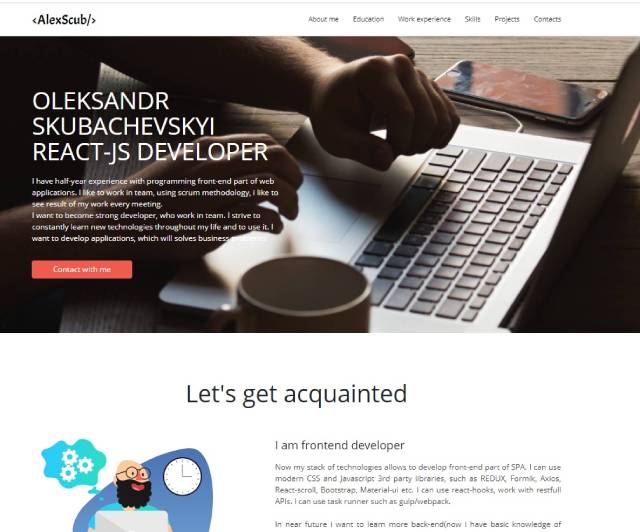 <AlexScub/>
About me Education Work experience Skills Projects Contacts
OLEKSANDR
SKUBACHEVSKYI
REACT-JS DEVELOPER
I have half-year experience with programming front-end part of web
applications. I like to work in team, using scrum methodology, i like to
see result of my work every meeting.
I want to become strong developer, who work in team. I strive to
constantly learn new technologies throughout my life and to use it. I
want to develop applications, which will solves business problems.
Contact with me
Let's get acquainted
I am frontend developer
Now my stack of technologies allows to develop front-end part of SPA. I can use
modern CSS and Javascript 3rd party libraries, such as REDUX, Formik, Axios,
React-scroll, Bootstrap, Material-ui etc. I can use react-hooks, work with restfull
APIs. I can use task runner such as gulp/webpack.
In near future i want to learn more back-end(now i have basic knowledge of